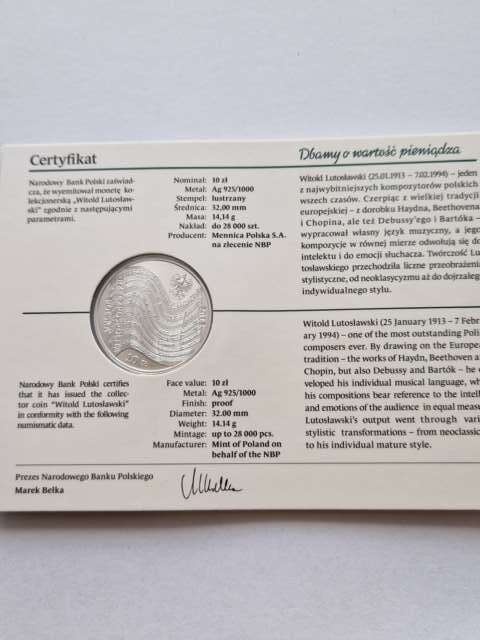 Certyfikat
Narodowy Bank Polski zaświad-
cza, że wyemitował monetę ko-
lekcjonerską „Witold Lutosław-
ski” zgodnie z następującymi
parametrami.
Nominał: 10 zł
Metal: Ag 925/1000
Stempel: lustrzany
Średnica: 32,00 mm
Masa: 14,14 g
Nakład: do 28 000 szt.
Producent: Mennica Polska S.A.
na zlecenie NBP
Narodowy Bank Polski certifies
that it has issued the collec-
tor coin “Witold Lutosławski”
in conformity with the following
numismatic data.
Face value: 10 zł
Metal: Ag 925/1000
Finish: proof
Diameter: 32.00 mm
Weight: 14.14 g
Mintage: up to 28 000 pcs.
Manufacturer: Mint of Poland on
behalf of the NBP
Prezes Narodowego Banku Polskiego
Marek Belka
Dbamy o wartość pieniądza
Witold Lutosławski (25.01.1913 – 7.02.1994) – jeden
z najwybitniejszych kompozytorów polskich
wszech czasów. Czerpiąc z wielkiej tradycji
europejskiej – z dorobku Haydna, Beethovena
i Chopina, ale też Debussy’ego i Bartóka –
wypracował własny język muzyczny, a jego
kompozycje w równej mierze odwołują się do
intelektu i do emocji słuchacza. Twórczość Lu
tosławskiego przechodziła liczne przeobrażenia
stylistyczne, od neoklasycyzmu aż do dojrzałego
indywidualnego stylu.
Witold Lutosławski (25 January 1913 – 7 Febr
ary 1994) – one of the most outstanding Poli
composers ever. By drawing on the Europea
tradition – the works of Haydn, Beethoven a
Chopin, but also Debussy and Bartók – he d
veloped his individual musical language, wh
his compositions bear reference to the intelle
and emotions of the audience in equal measur
Lutosławski’s output went through vari
stylistic transformations – from neoclassic
to his individual mature style.